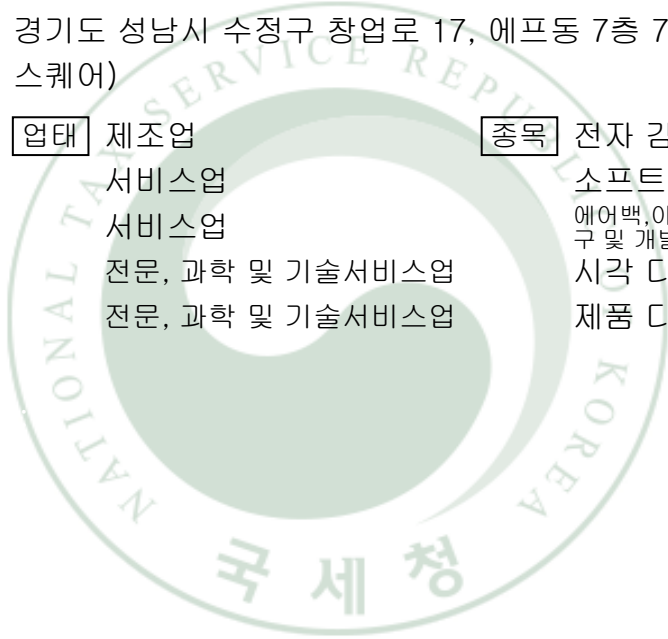 경기도 성남시 수정구 창업로 17, 에프동 7층 7
스퀘어)
업태 제조업 종목 전자 감
서비스업 소프트
서비스업 에어백,이
구 및 개발
전문, 과학 및 기술서비스업 시각 디
전문, 과학 및 기술서비스업 제품 디
NATIONAL TAX SERVICE REPUBLIC OF KOREA
국세청